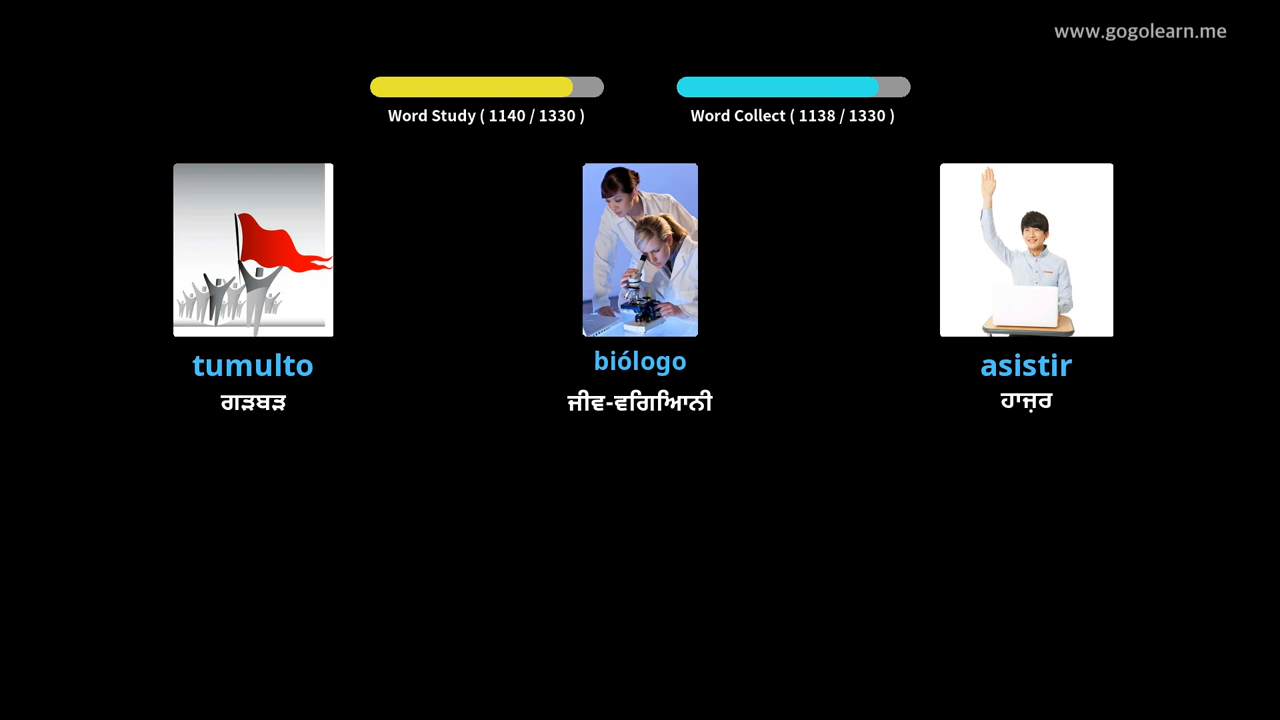 www.gogolearn.me
Word Study ( 1140 / 1330 )
Word Collect ( 1138 / 1330 )
tumulto
ਗੜਬੜ
biólogo
ਜੀਵ-ਵਗਿਆਿਨੀ
asistir
ਹਾਜ਼ਰ